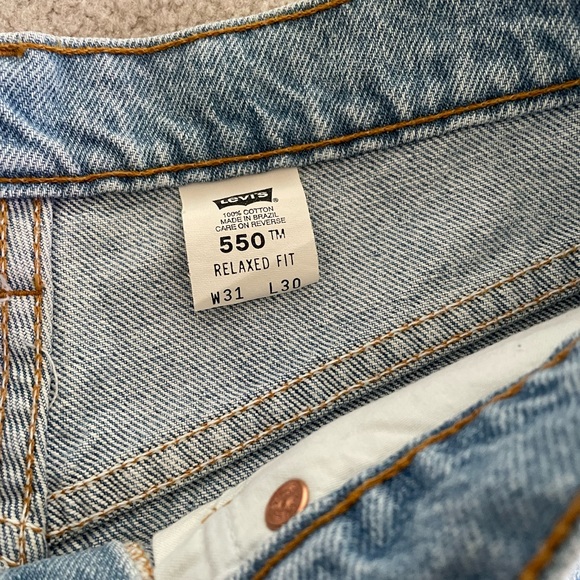 Levi's®
100% COTTON
MADE IN BRAZIL
CARE ON REVERSE
550™
RELAXED FIT
W31 L30